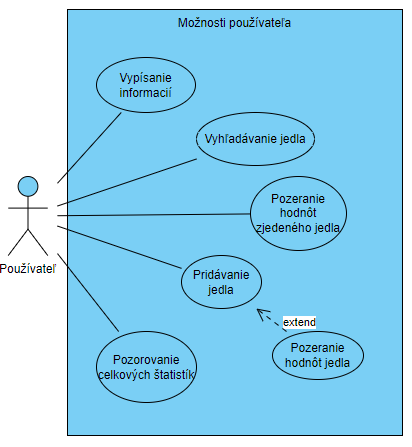 Možnosti používateľa
Vypísanie
informacií
Vyhľadávanie jedla
Pozeranie
hodnôt
zjedeného jedla
Používateľ
Pridávanie
jedla
extend
Pozeranie
hodnôt jedla
Pozorovanie
celkových štatistík